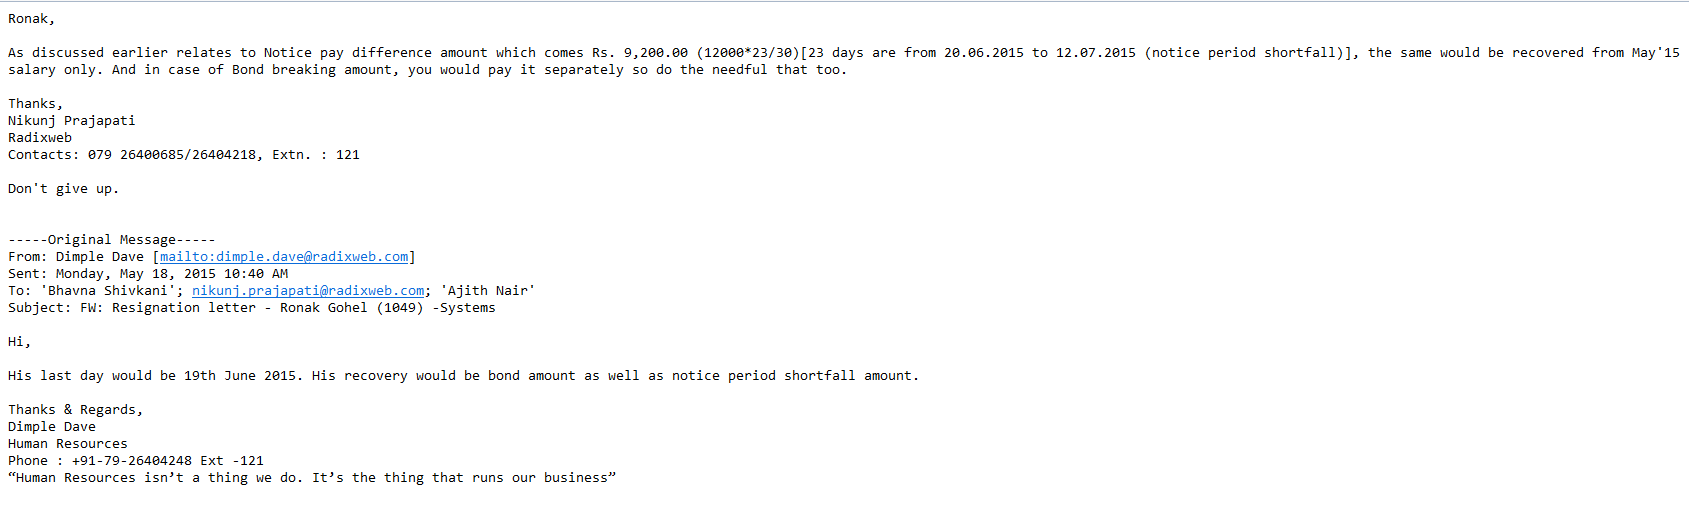 Ronak,
As discussed earlier relates to Notice pay difference amount which comes Rs. 9,200.00 (12000*23/30)[23 days are from 20.06.2015 to 12.07.2015 (notice period shortfall)], the same would be recovered from May'15
salary only. And in case of Bond breaking amount, you would pay it separately so do the needful that too.
Thanks,
Nikunj Prajapati
Radixweb
Contacts: 079 26400685/26404218, Extn. : 121
Don't give up.
-----Original Message-----
From: Dimple Dave [mailto:dimple.dave@radixweb.com]
Sent: Monday, May 18, 2015 10:40 AM
To: 'Bhavna Shivkani'; nikunj.prajapati@radixweb.com; 'Ajith Nair'
Subject: FW: Resignation letter - Ronak Gohel (1049) -Systems
Hi,
His last day would be 19th June 2015. His recovery would be bond amount as well as notice period shortfall amount.
Thanks & Regards,
Dimple Dave
Human Resources
Phone : +91-79-26404248 Ext -121
“Human Resources isn’t a thing we do. It’s the thing that runs our business”